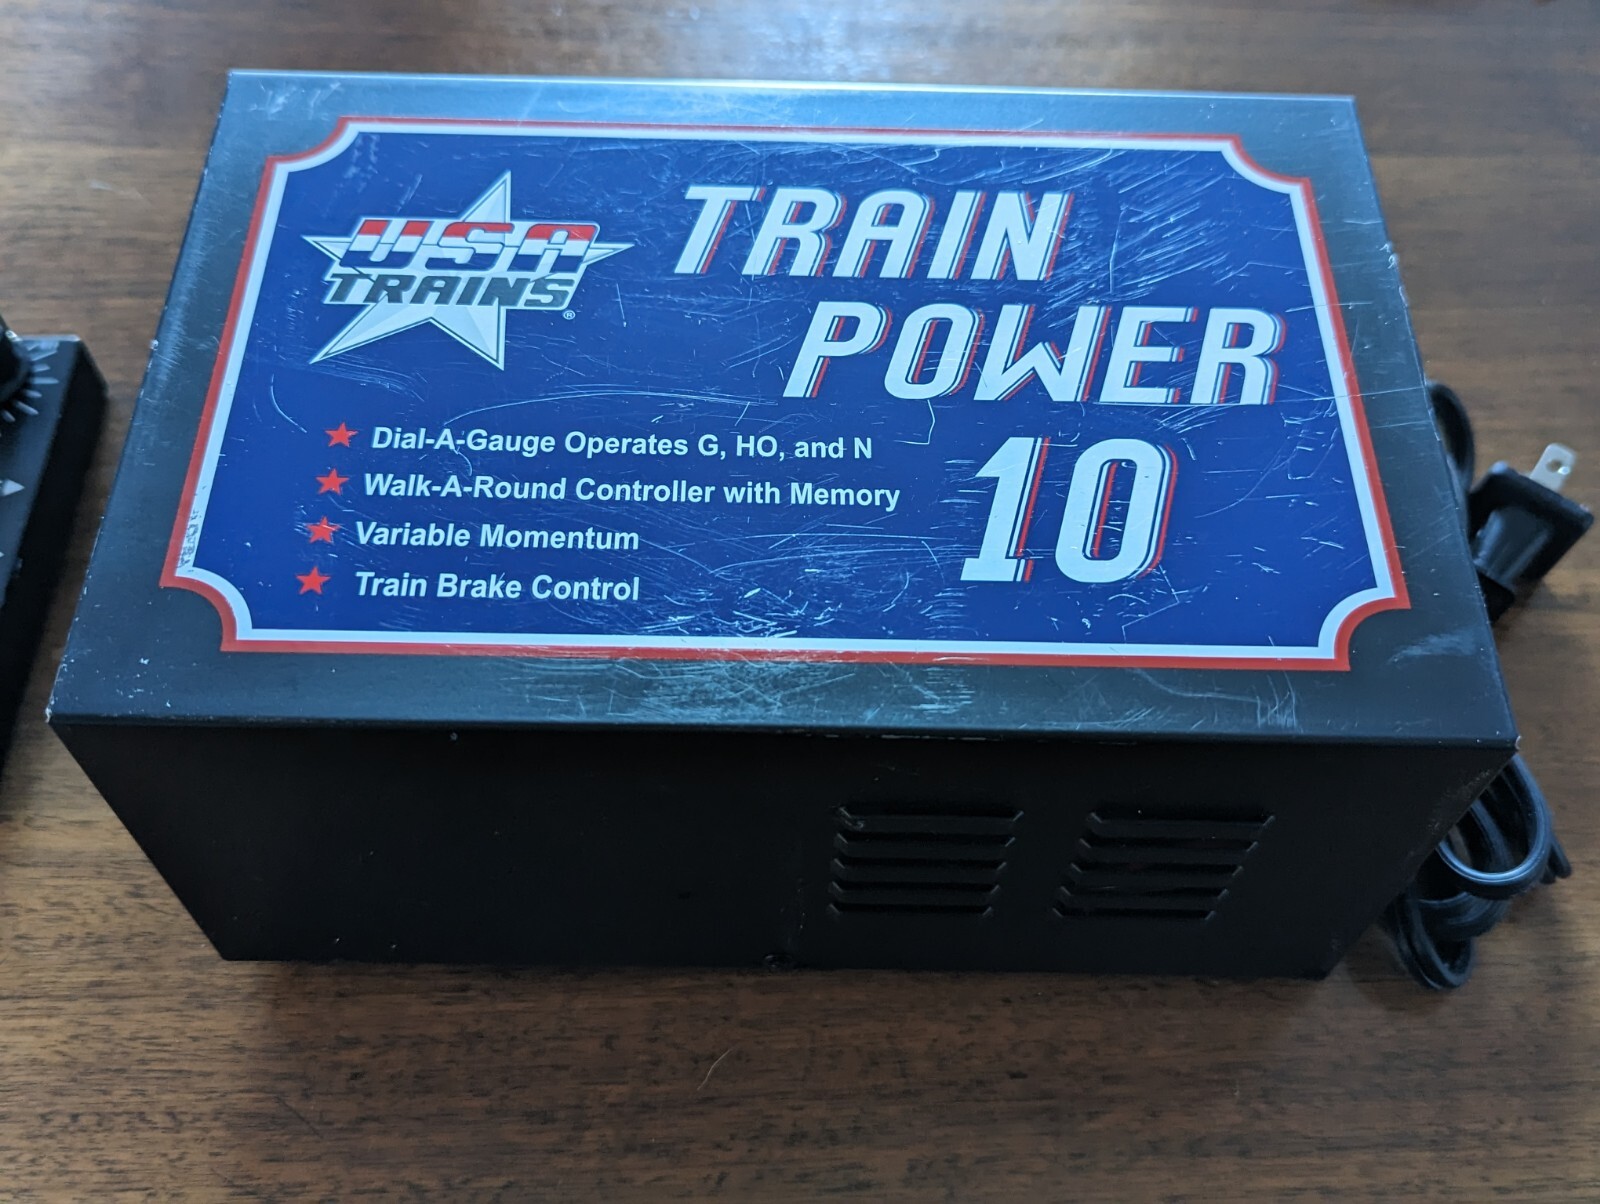 USA
TRAINS®
TRAIN
POWER
10
Dial-A-Gauge Operates G, HO, and N
Walk-A-Round Controller with Memory
Variable Momentum
Train Brake Control